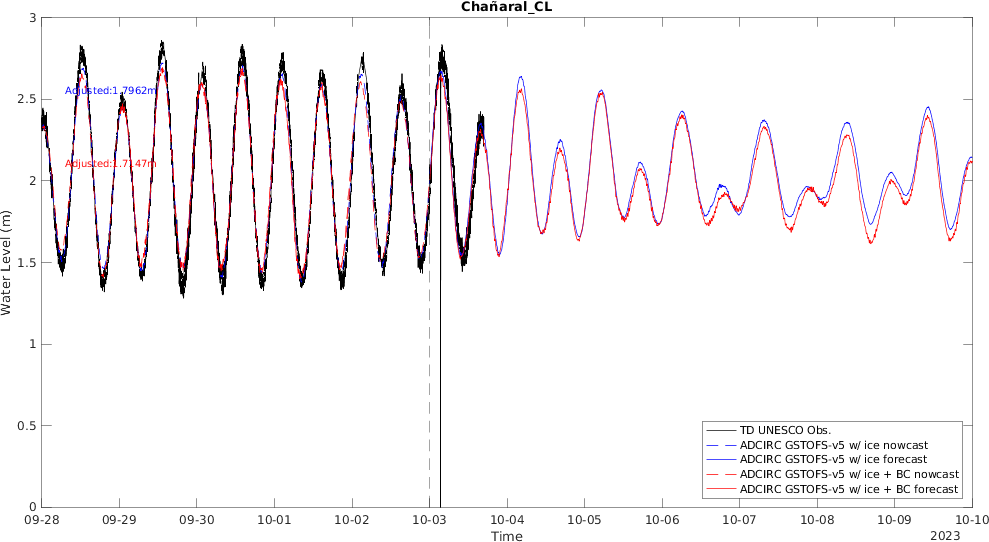 Chañaral_CL
3
2.5
2
1.5
1
0.5
0
Water Level (m)
Adjusted:1.7962m
Adjusted:1.7147m
TD UNESCO Obs.
ADCIRC GSTOFS-v5 w/ ice nowcast
ADCIRC GSTOFS-v5 w/ ice forecast
ADCIRC GSTOFS-v5 w/ ice + BC nowcast
ADCIRC GSTOFS-v5 w/ ice + BC forecast
09-28 09-29 09-30 10-01 10-02 10-03 10-04 10-05 10-06 10-07 10-08 10-09 10-10
Time
2023